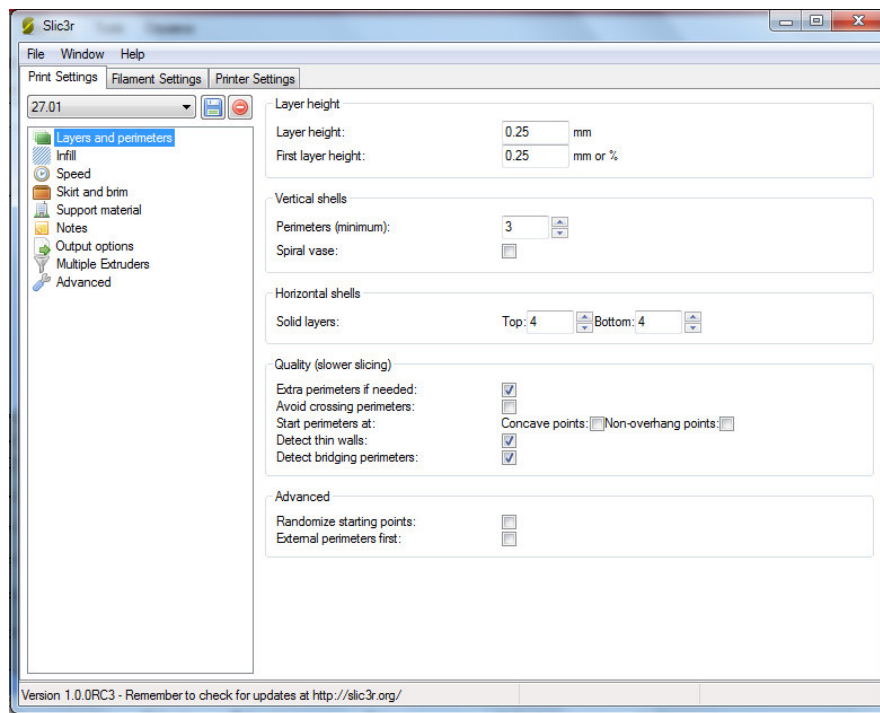 Slic3r
File Window Help
Print Settings Filament Settings Printer Settings
27.01
Layers and perimeters
Infill
Speed
Skirt and brim
Support material
Notes
Output options
Multiple Extruders
Advanced
Layer height
Layer height: 0.25 mm
First layer height: 0.25 mm or %
Vertical shells
Perimeters (minimum): 3
Spiral vase:
Horizontal shells
Solid layers: Top: 4 Bottom: 4
Quality (slower slicing)
Extra perimeters if needed:
Avoid crossing perimeters:
Start perimeters at: Concave points: Non-overhang points:
Detect thin walls:
Detect bridging perimeters:
Advanced
Randomize starting points:
External perimeters first:
Version 1.0.0RC3 - Remember to check for updates at http://slic3r.org/